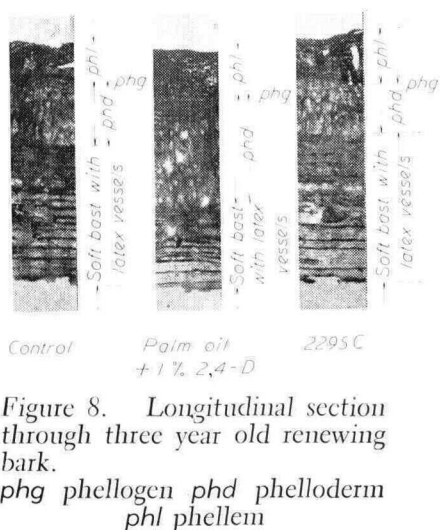 phl
phg
phd
Soft bast with
latex vessels
phl
phg
phd
Soft bast
with latex
vessels
phl
phg
phd
Soft bast with
latex vessels
Control
Palm oil
+ 1 % 2,4-D
2295 C
Figure 8. Longitudinal section
through three year old renewing
bark.
phg phellogen phd phelloderm
phl phellem